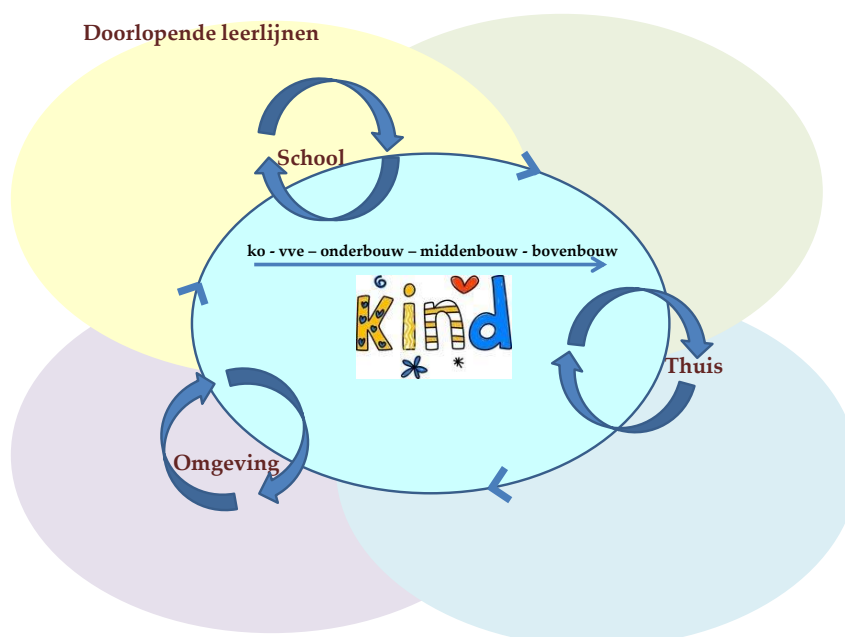 Doorlopende leerlijnen
School
ko - vve – onderbouw – middenbouw - bovenbouw
kind
Thuis
Omgeving